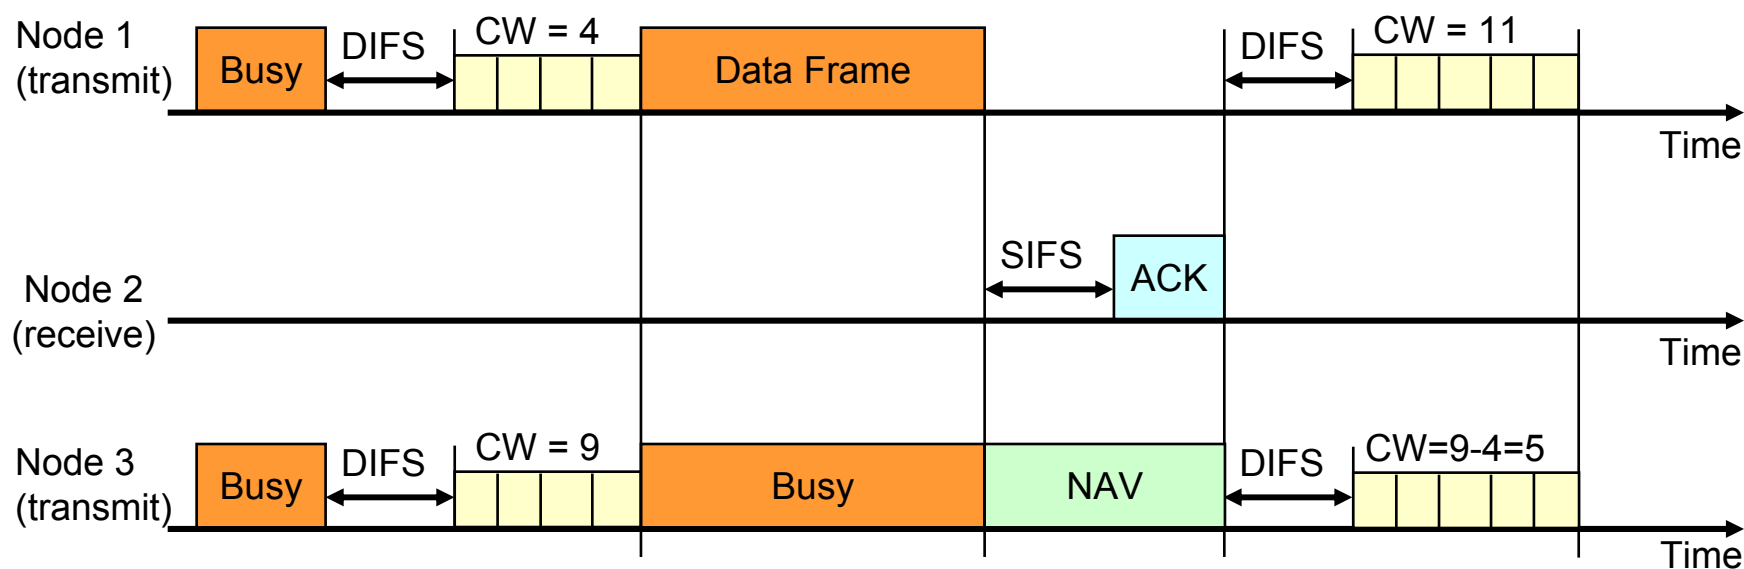 Node 1
(transmit)
Busy
DIFS
CW = 4
Data Frame
DIFS
CW = 11
Time
Node 2
(receive)
SIFS
ACK
Time
Node 3
(transmit)
Busy
DIFS
CW = 9
Busy
NAV
DIFS
CW=9-4=5
Time